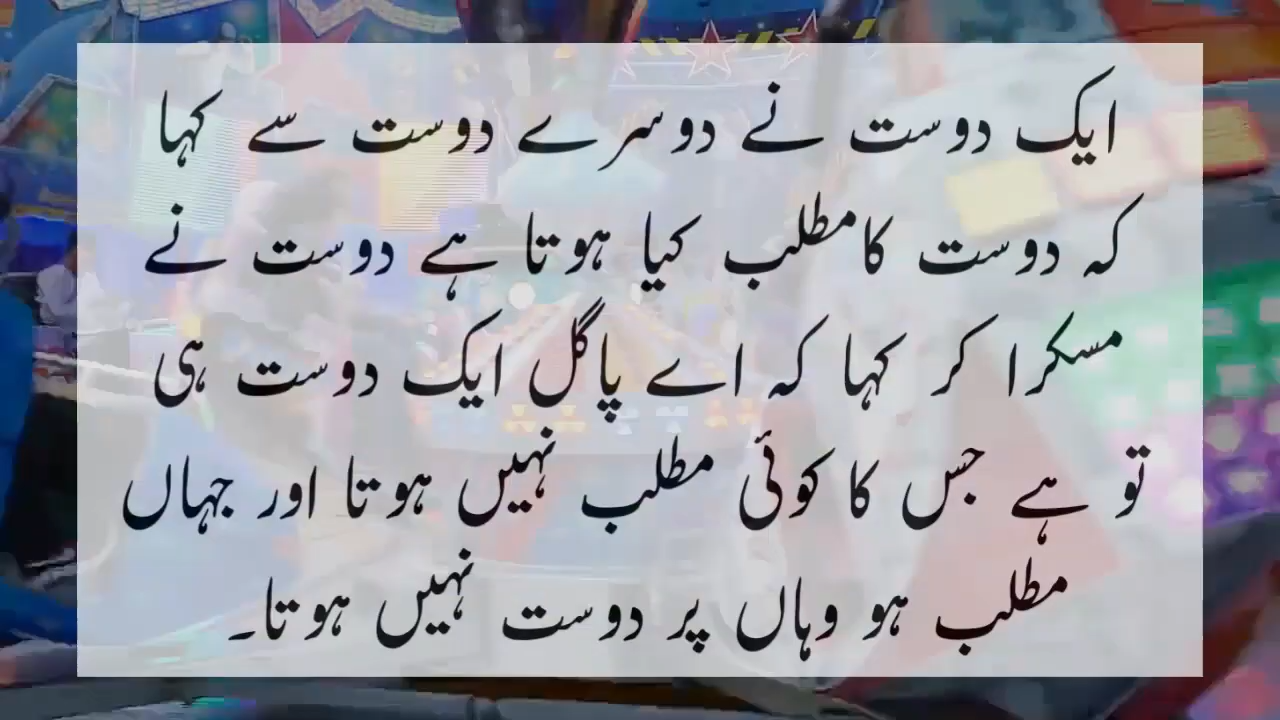 ایک دوست نے دوسرے دوست سے کہا
کہ دوست کا مطلب کیا ہوتا ہے دوست نے
مسکرا کر کہا کہ اے پاگل ایک دوست ہی
تو ہے جس کا کوئی مطلب نہیں ہوتا اور جہاں
مطلب ہو وہاں پر دوست نہیں ہوتا۔